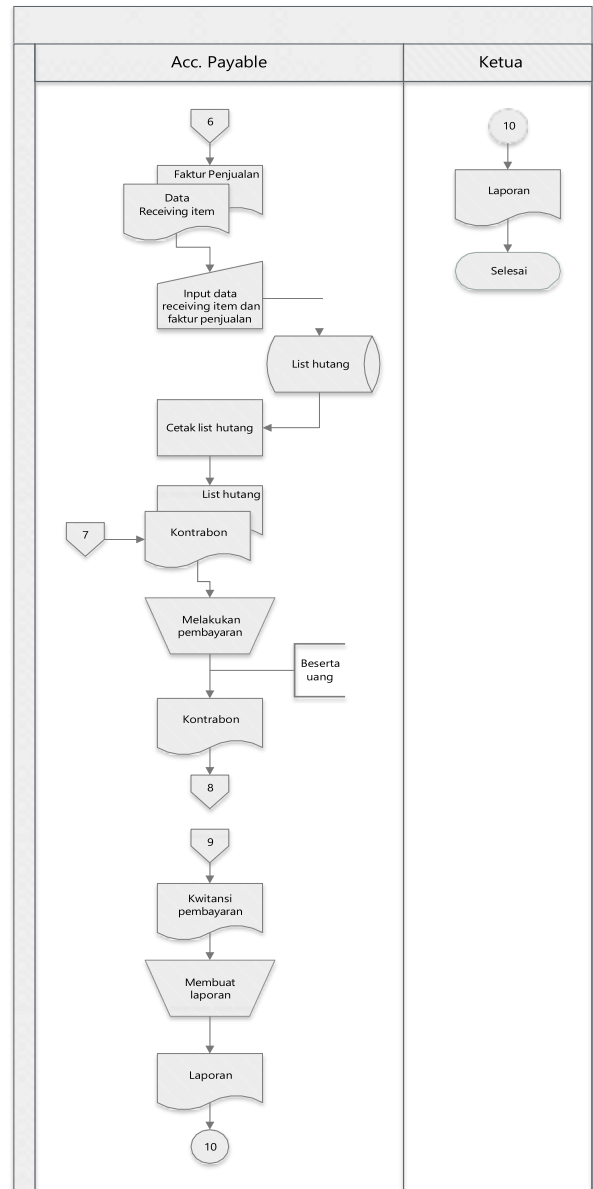 Acc. Payable
Ketua
6
Faktur Penjualan
Data
Receiving item
Input data
receiving item dan
faktur penjualan
List hutang
Cetak list hutang
List hutang
Kontrabon
7
Melakukan
pembayaran
Beserta
uang
Kontrabon
8
9
Kwitansi
pembayaran
Membuat
laporan
Laporan
10
10
Laporan
Selesai